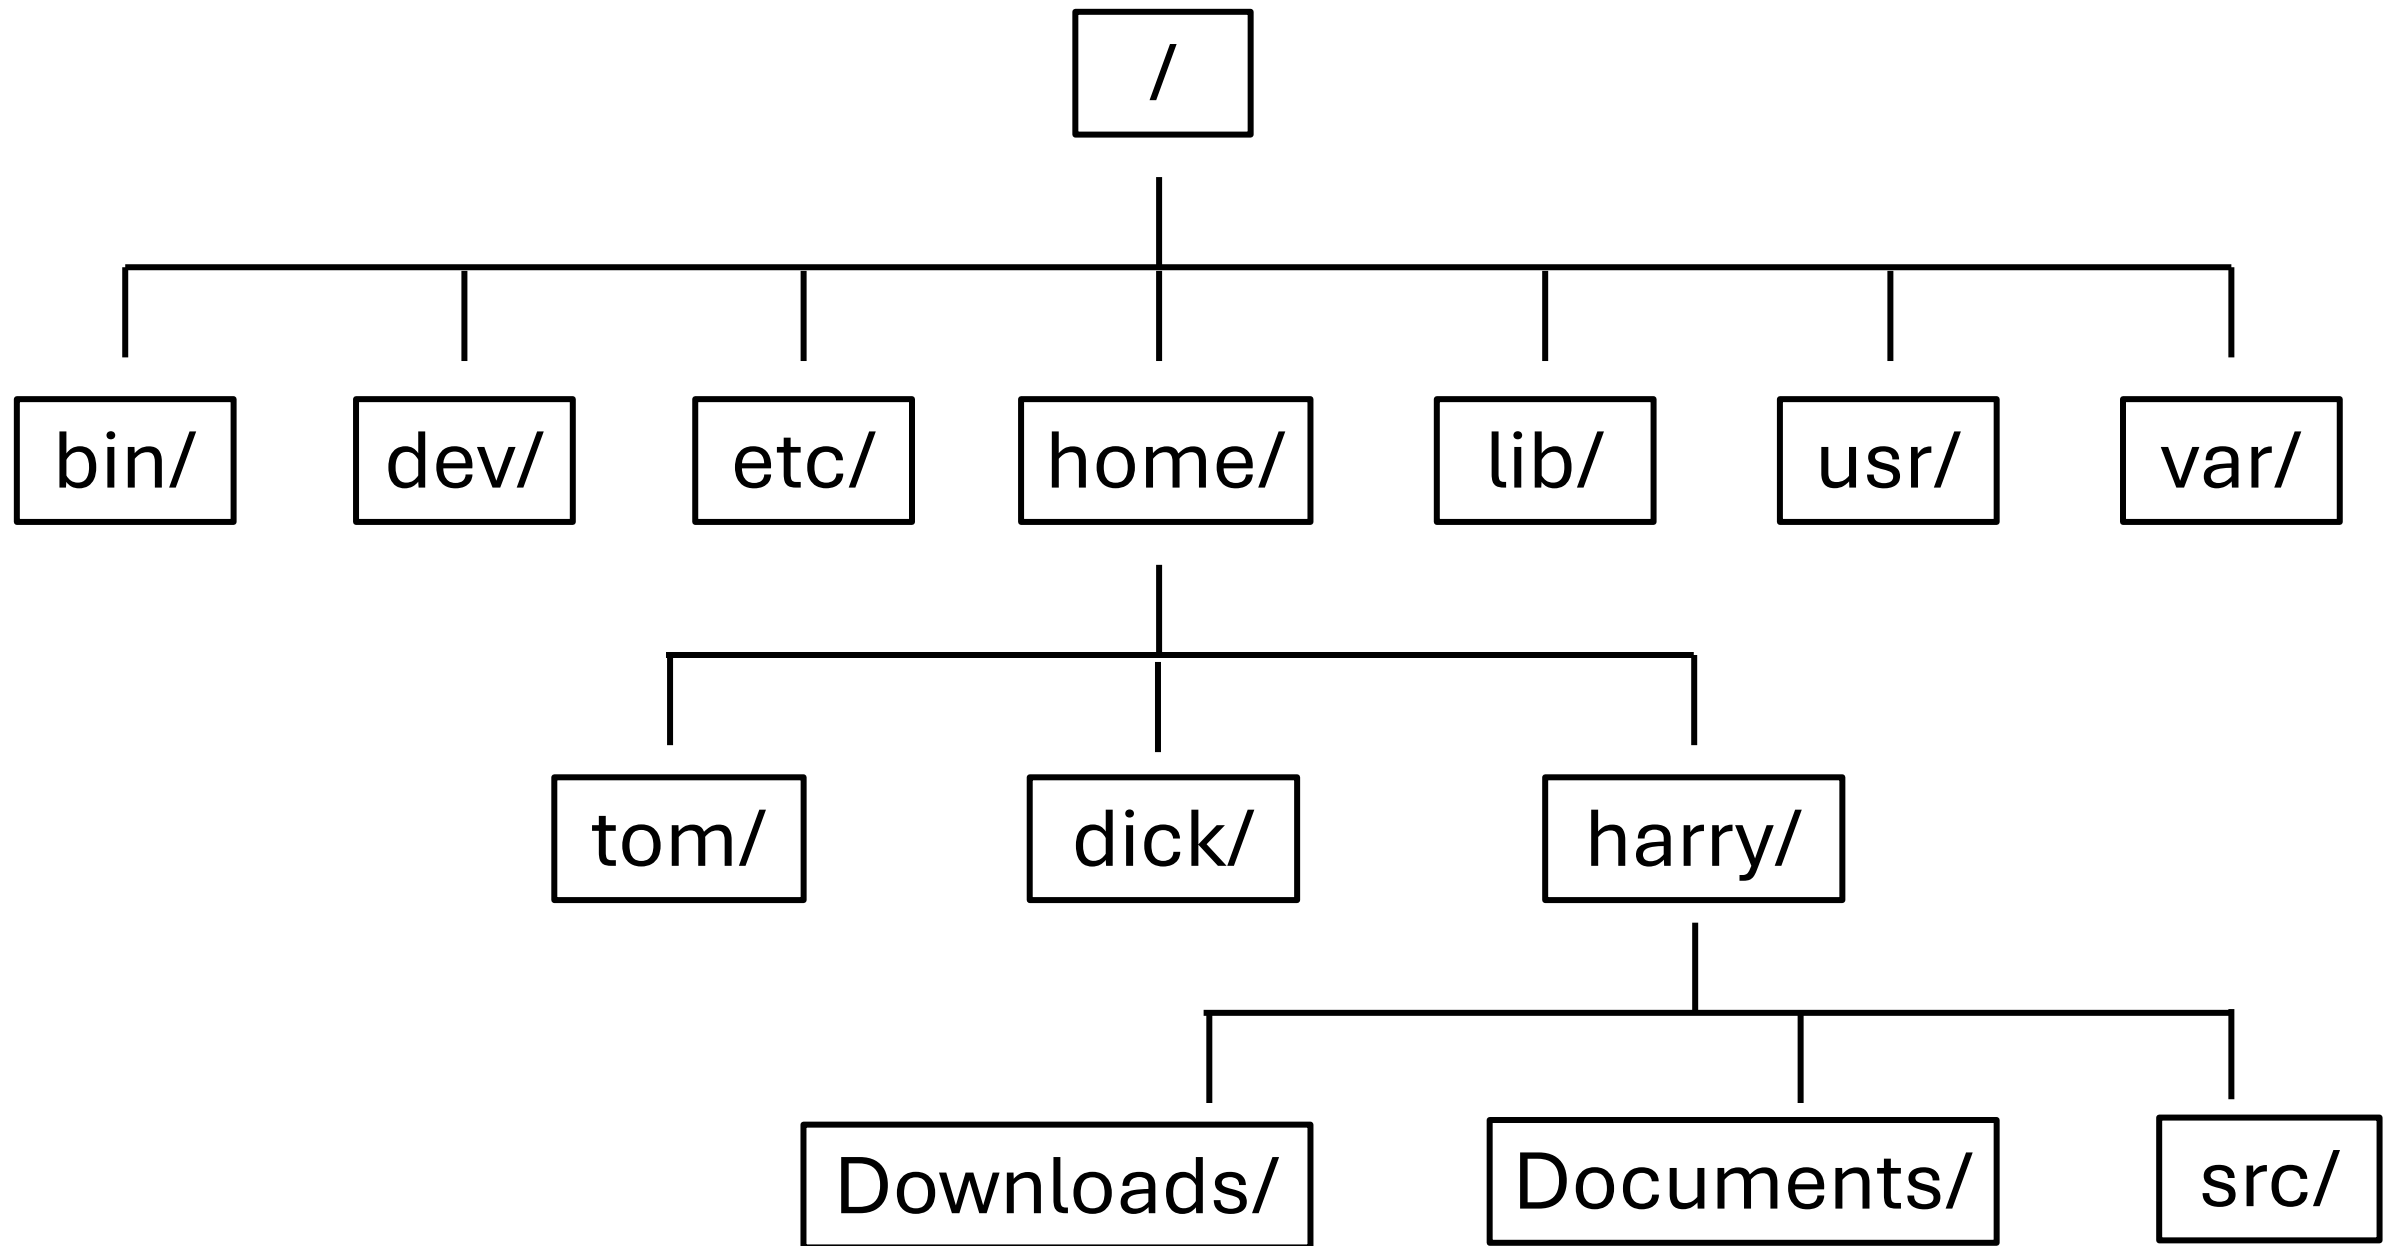 /
bin/ dev/ etc/ home/ lib/ usr/ var/
tom/ dick/ harry/
Downloads/ Documents/ src/